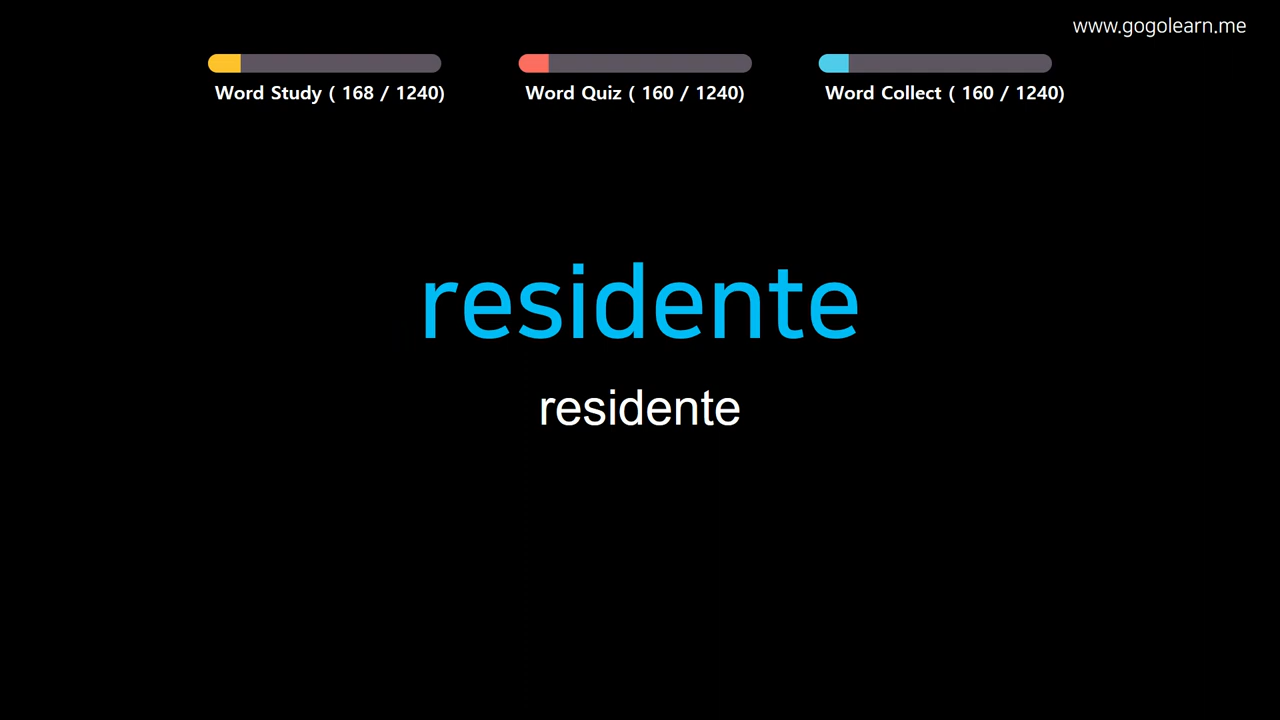 www.gogolearn.me
Word Study ( 168 / 1240)
Word Quiz ( 160 / 1240)
Word Collect ( 160 / 1240)
residente
residente